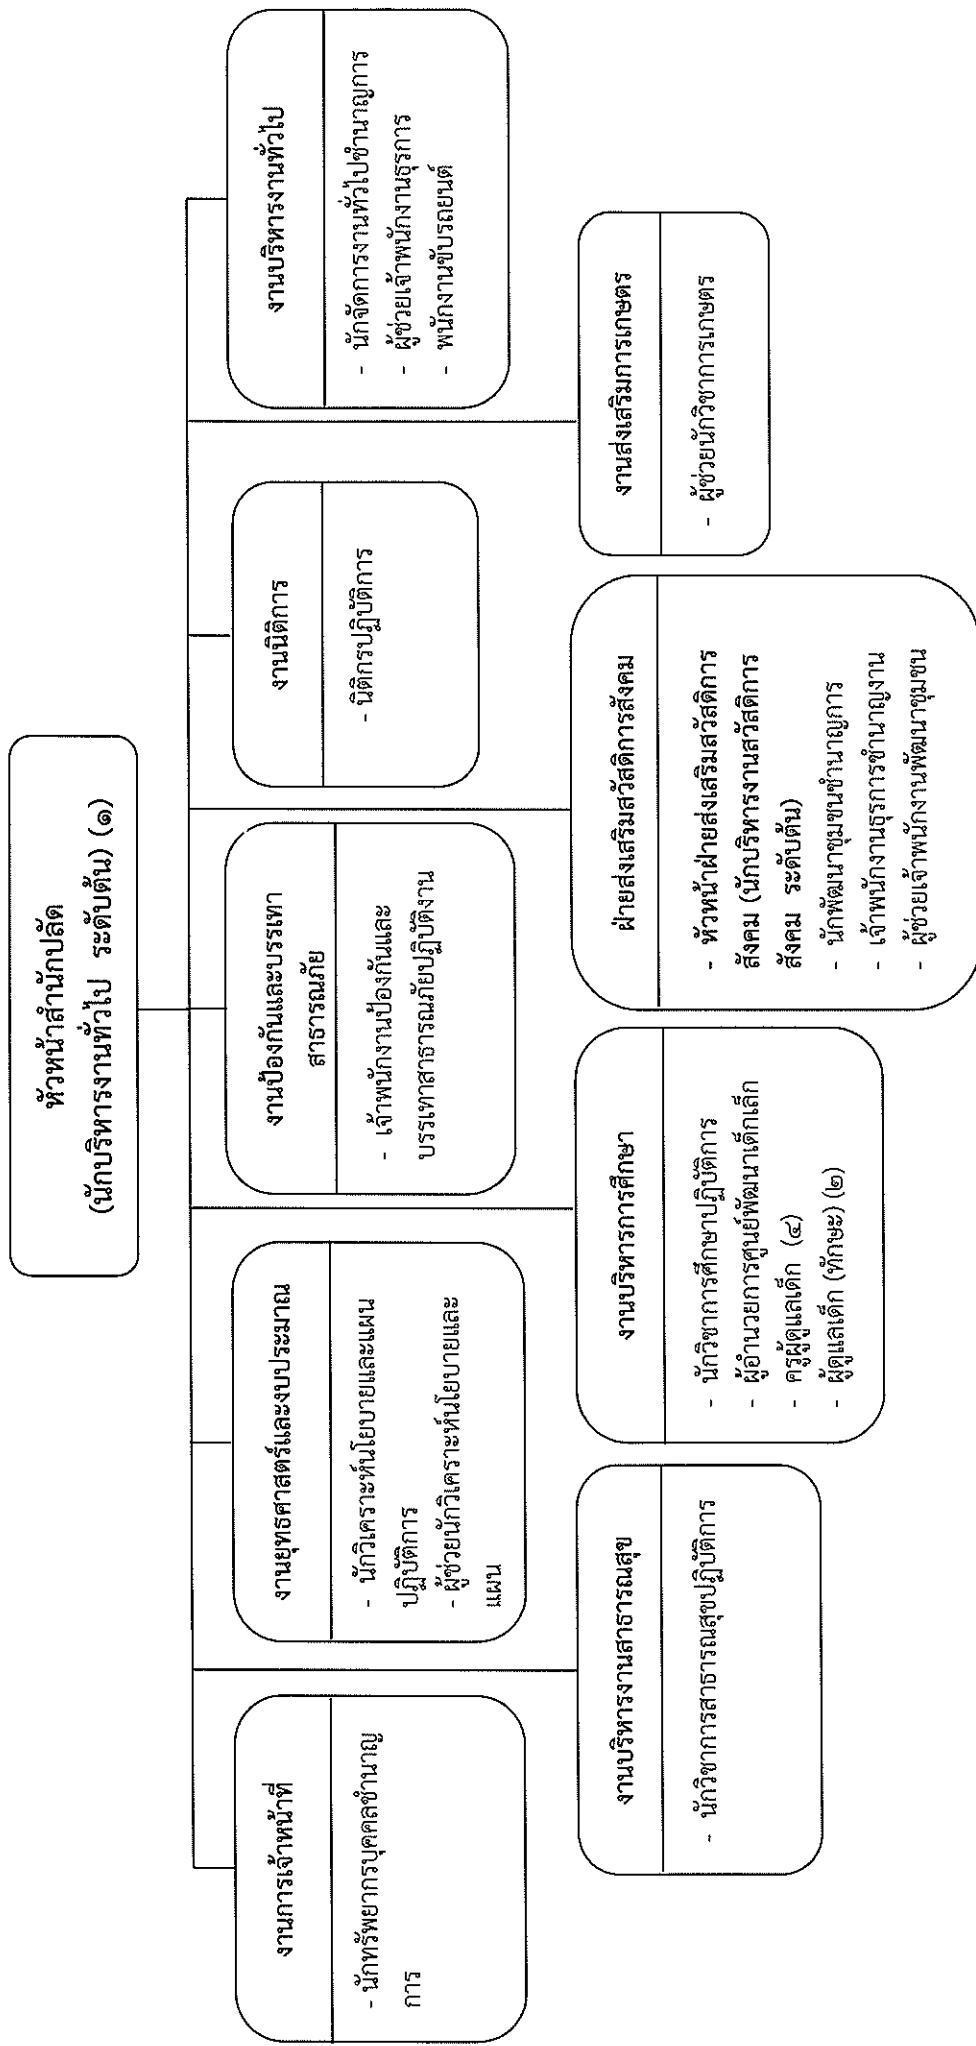 หัวหน้าสำนักปลัด
(นักบริหารงานทั่วไป ระดับต้น) (๑)
งานการเจ้าหน้าที่
- นักทรัพยากรบุคคลชำนาญ
การ
งานยุทธศาสตร์และงบประมาณ
- นักวิเคราะห์นโยบายและแผน
ปฏิบัติการ
- ผู้ช่วยนักวิเคราะห์นโยบายและ
แผน
งานป้องกันและบรรเทา
สาธารณภัย
- เจ้าพนักงานป้องกันและ
บรรเทาสาธารณภัยปฏิบัติงาน
งานนิติการ
- นิติกรปฏิบัติการ
งานบริหารงานทั่วไป
- นักจัดการงานทั่วไปชำนาญการ
- ผู้ช่วยเจ้าพนักงานธุรการ
- พนักงานขับรถยนต์
งานบริหารงานสาธารณสุข
- นักวิชาการสาธารณสุขปฏิบัติการ
งานบริหารการศึกษา
- นักวิชาการศึกษาปฏิบัติการ
- ผู้อำนวยการศูนย์พัฒนาเด็กเล็ก
- ครูผู้ดูแลเด็ก (๔)
- ผู้ดูแลเด็ก (ทักษะ) (๒)
ฝ่ายส่งเสริมสวัสดิการสังคม
- หัวหน้าฝ่ายส่งเสริมสวัสดิการ
สังคม (นักบริหารงานสวัสดิการ
สังคม ระดับต้น)
- นักพัฒนาชุมชนชำนาญการ
- เจ้าพนักงานธุรการชำนาญงาน
- ผู้ช่วยเจ้าพนักงานพัฒนาชุมชน
งานส่งเสริมการเกษตร
- ผู้ช่วยนักวิชาการเกษตร